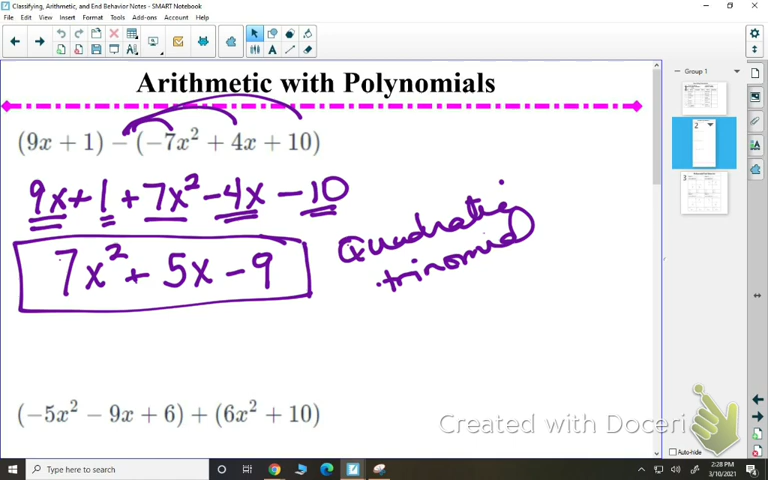 Classifying, Arithmetic, and End Behavior Notes - SMART Notebook
File Edit View Insert Format Tools Add-ons Account Help
Group 1
Arithmetic with Polynomials
(9x + 1) − (−7x² + 4x + 10)
9x+1 +7x² −4x −10
7x² + 5x − 9
Quadratic
trinomial
(−5x² − 9x + 6) + (6x² + 10)
Created with Doceri
2
3
Auto-hide
Type here to search
2:28 PM
3/10/2021
4